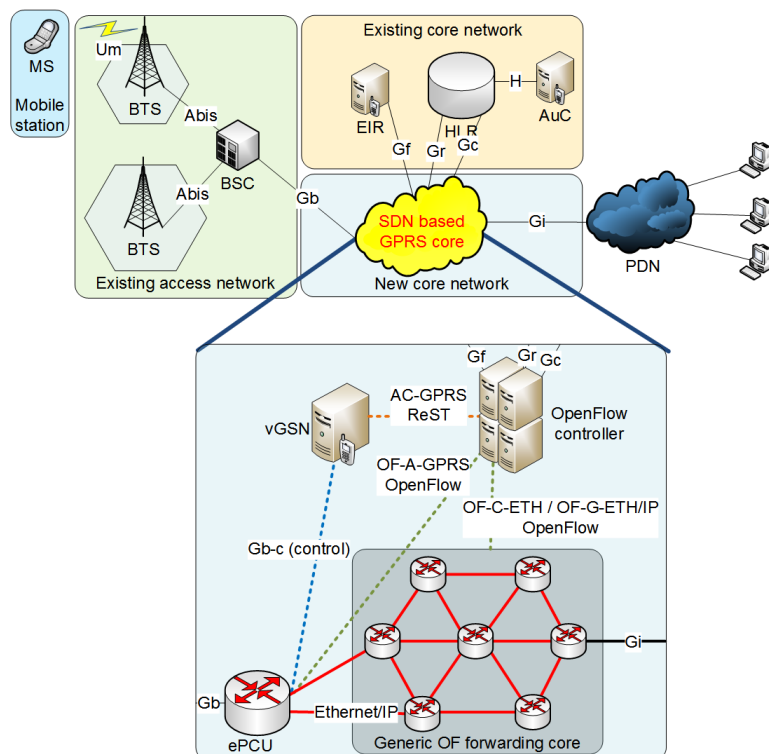 Existing core network
MS
Mobile
station
Um
BTS
Abis
BSC
Abis
BTS
Existing access network
EIR
HLR
H
AuC
Gf
Gr
Gc
Gb
SDN based
GPRS core
Gi
PDN
New core network
Gf
Gr
Gc
vGSN
AC-GPRS
ReST
OpenFlow
controller
OF-A-GPRS
OpenFlow
OF-C-ETH / OF-G-ETH/IP
OpenFlow
Gb-c (control)
Gi
Gb
Ethernet/IP
ePCU
Generic OF forwarding core